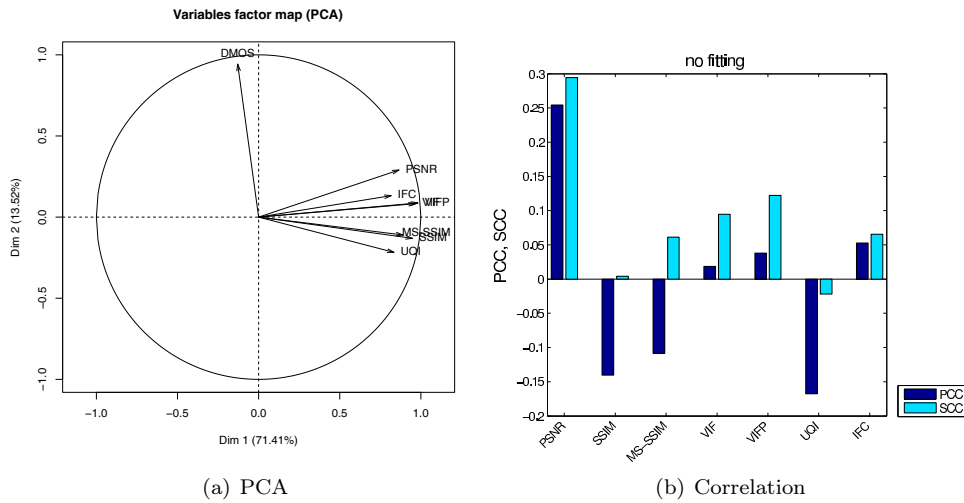 Variables factor map (PCA)
1.0
0.5
0.0
−0.5
−1.0
Dim 2 (13.52%)
DMOS
PSNR
IFC
VIFP
MS-SSIM
SSIM
UQI
−1.0
−0.5
0.0
0.5
1.0
Dim 1 (71.41%)
(a) PCA
no fitting
0.3
0.25
0.2
0.15
0.1
0.05
0
−0.05
−0.1
−0.15
−0.2
PCC, SCC
PSNR
SSIM
MS−SSIM
VIF
VIFP
UQI
IFC
PCC
SCC
(b) Correlation